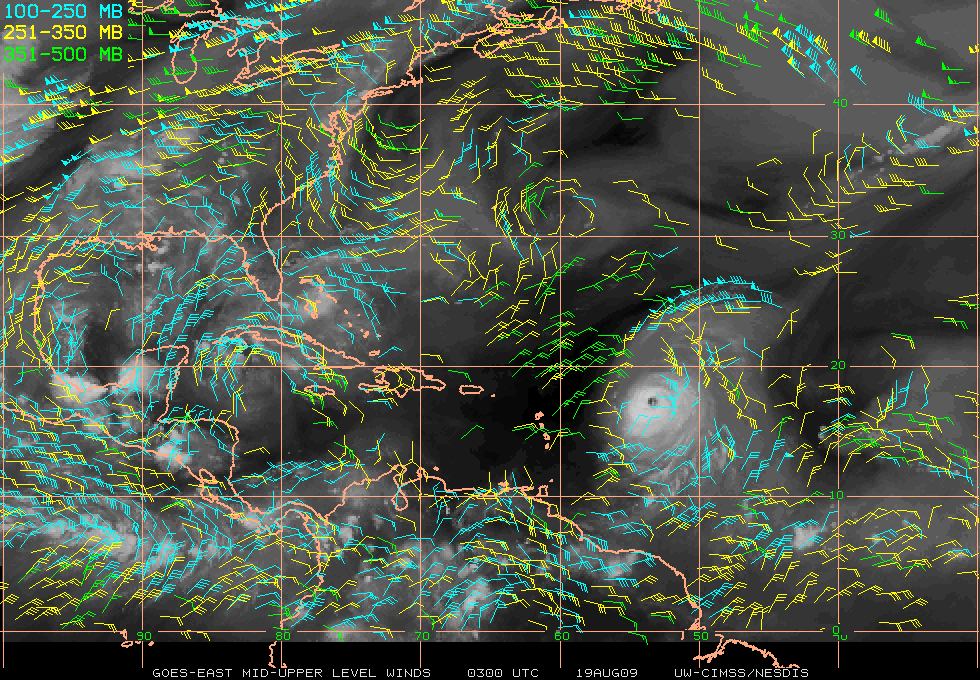 100-250 MB
251-350 MB
351-500 MB
40
30
20
10
90 80 70 60 50 0
GOES-EAST MID-UPPER LEVEL WINDS 0300 UTC 19AUG09 UW-CIMSS/NESDIS